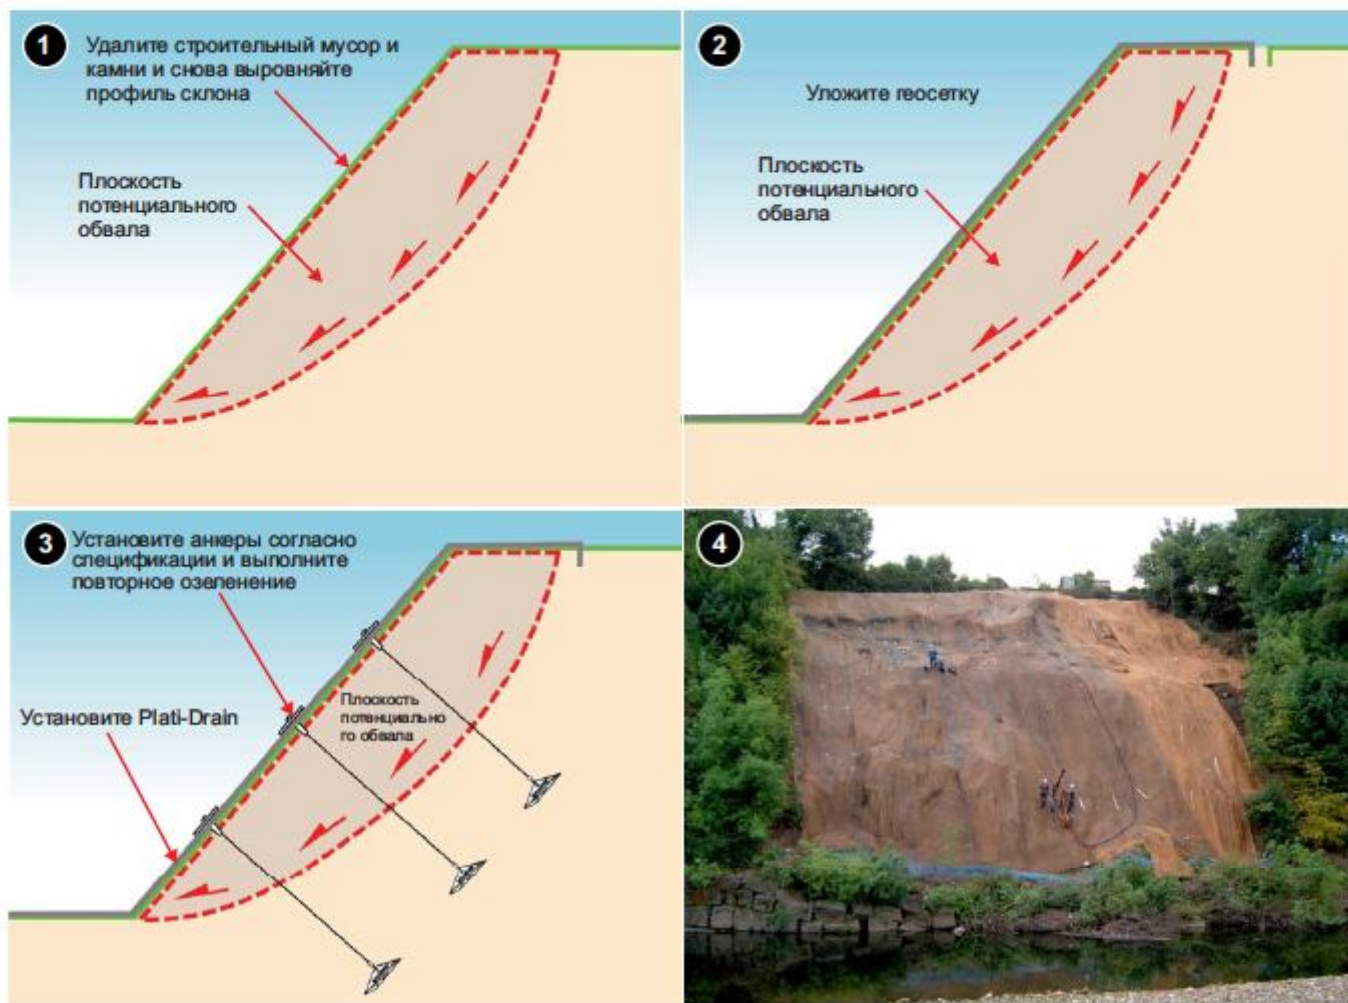 1
Удалите строительный мусор и
камни и снова выровняйте
профиль склона
Плоскость
потенциального
обвала
2
Уложите геосетку
Плоскость
потенциального
обвала
3
Установите анкеры согласно
спецификации и выполните
повторное озеленение
Установите Plati-Drain
Плоскость
потенциально
го обвала
4